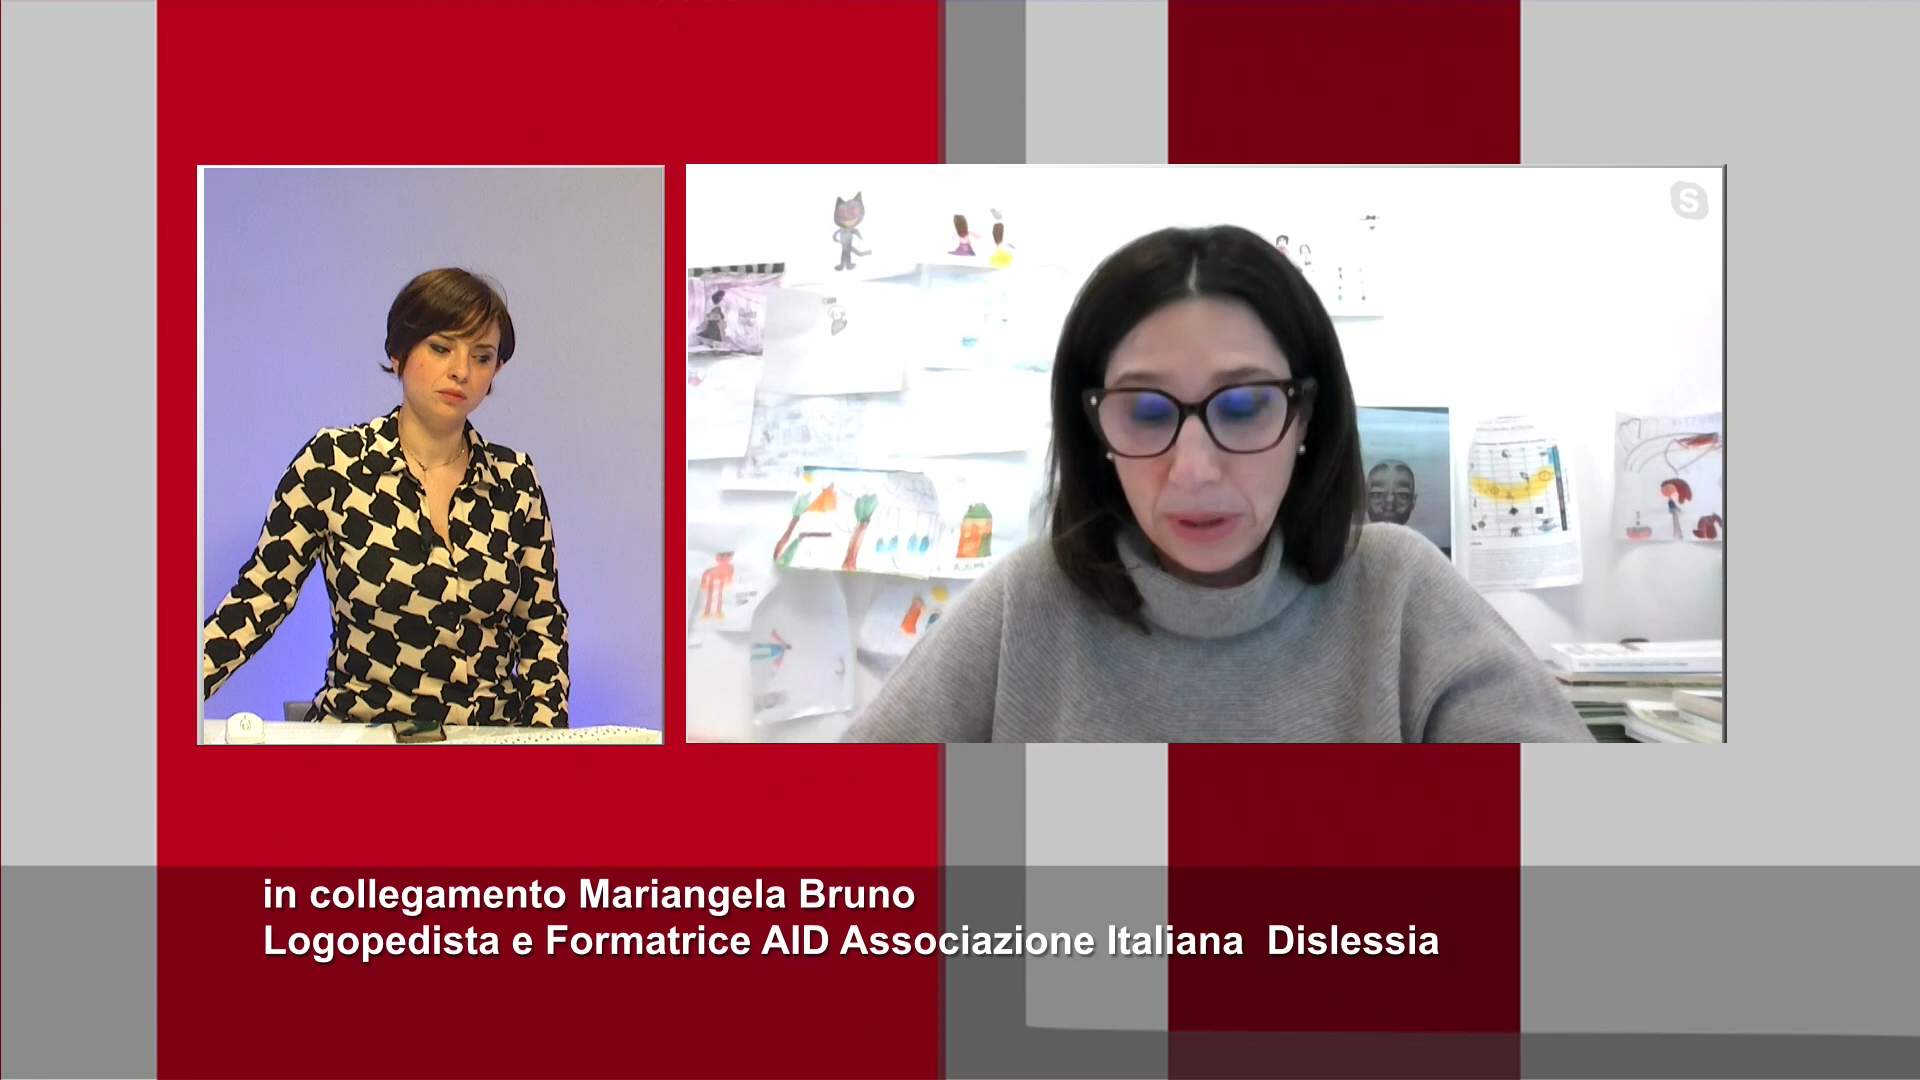 in collegamento Mariangela Bruno
Logopedista e Formatrice AID Associazione Italiana  Dislessia